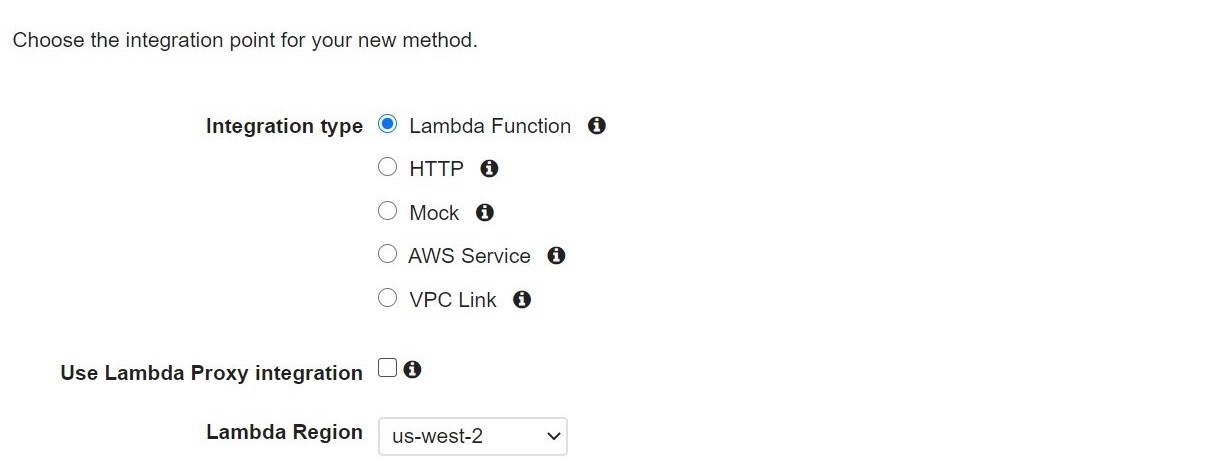 Choose the integration point for your new method.
Integration type Lambda Function
HTTP
Mock
AWS Service
VPC Link
Use Lambda Proxy integration
Lambda Region us-west-2